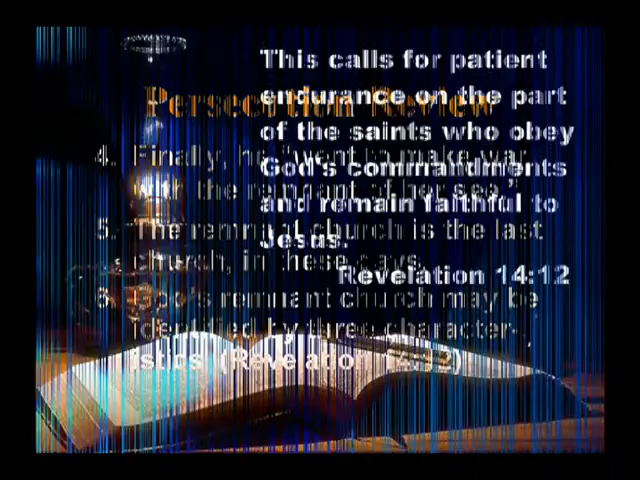 This calls for patient
endurance on the part
of the saints who obey
God's commandments
and remain faithful to
Jesus.
Revelation 14:12
Persecution Review
4. Finally, he "went to make war
with the remnant of her seed."
5. The remnant church is the last
church, in these days.
6. God's remnant church may be
identified by three character-
istics (Revelation